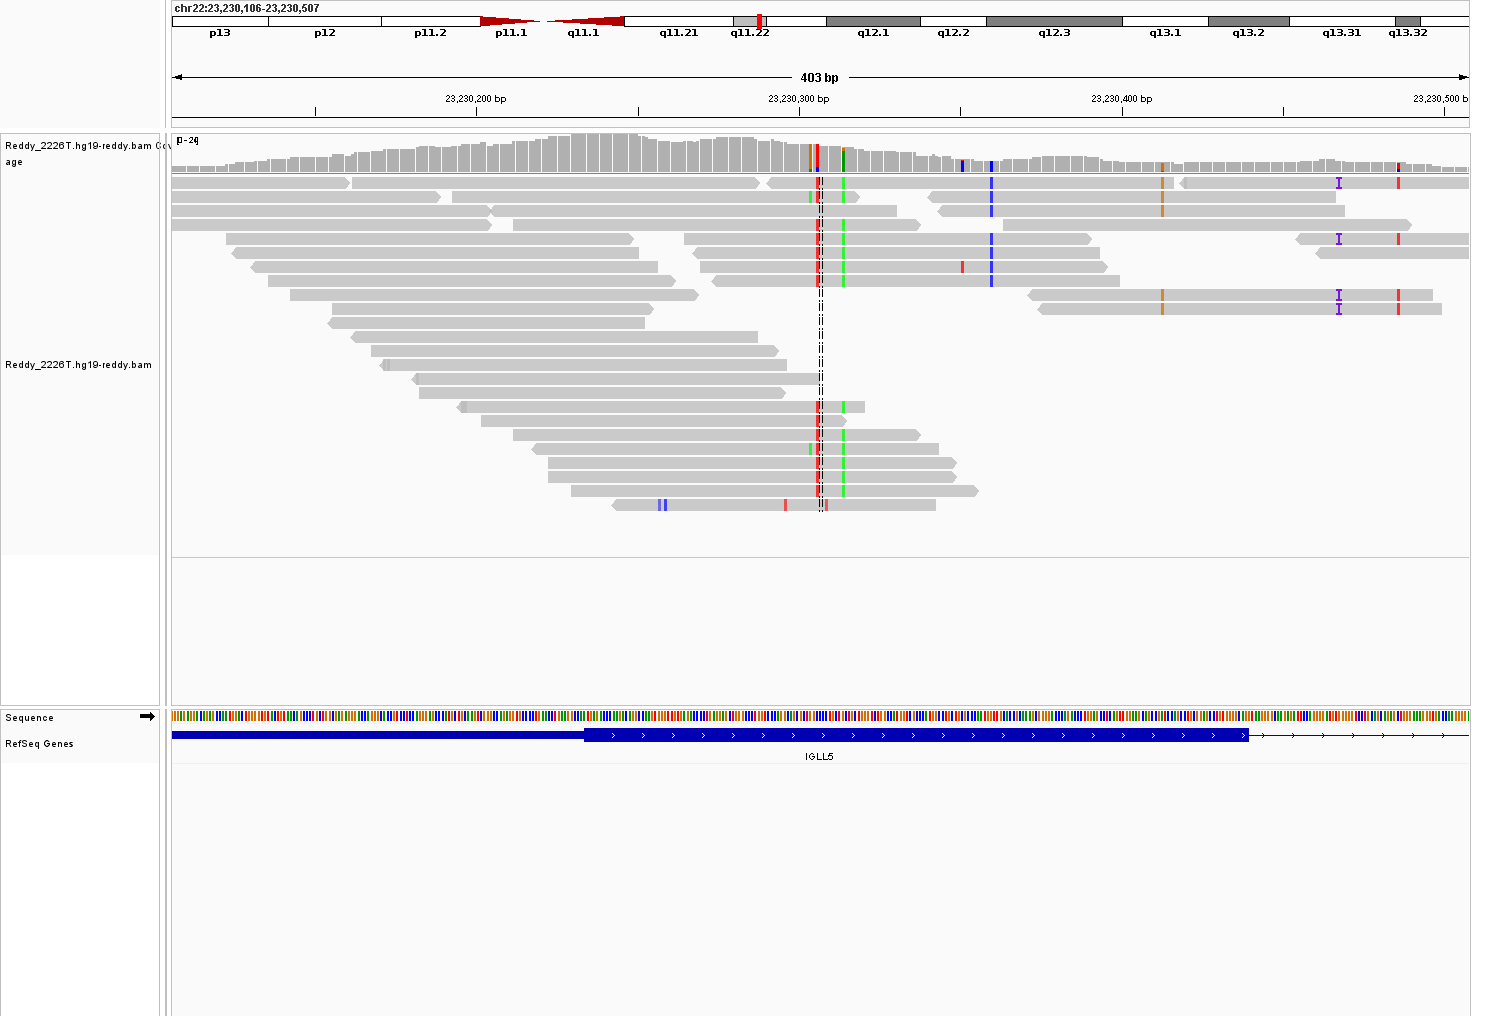 chr22:23,230,106-23,230,507
p13 p12 p11.2 p11.1 q11.1 q11.21 q11.22 q12.1 q12.2 q12.3 q13.1 q13.2 q13.31 q13.32
403 bp
23,230,200 bp 23,230,300 bp 23,230,400 bp 23,230,500 b
Reddy_2226T.hg19-reddy.bam Cov
age
[0-24]
Reddy_2226T.hg19-reddy.bam
Sequence
RefSeq Genes
IGLL5